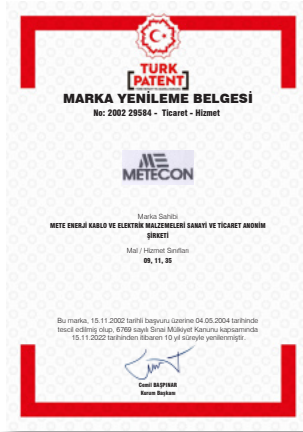 TÜRK
PATENT
MARKA YENİLEME BELGESİ
No: 2002 29584 - Ticaret - Hizmet
METECON
Marka Sahibi
METE ENERJİ KABLO VE ELEKTRİK MALZEMELERİ SANAYİ VE TİCARET ANONİM
ŞİRKETİ
Mal / Hizmet Sınıfları
09, 11, 35
Bu marka, 15.11.2002 tarihli başvuru üzerine 04.05.2004 tarihinde
tescil edilmiş olup, 6769 sayılı Sınai Mülkiyet Kanunu kapsamında
15.11.2022 tarihinden itibaren 10 yıl süreyle yenilenmiştir.
Cemil BAŞPINAR
Kurum Başkanı